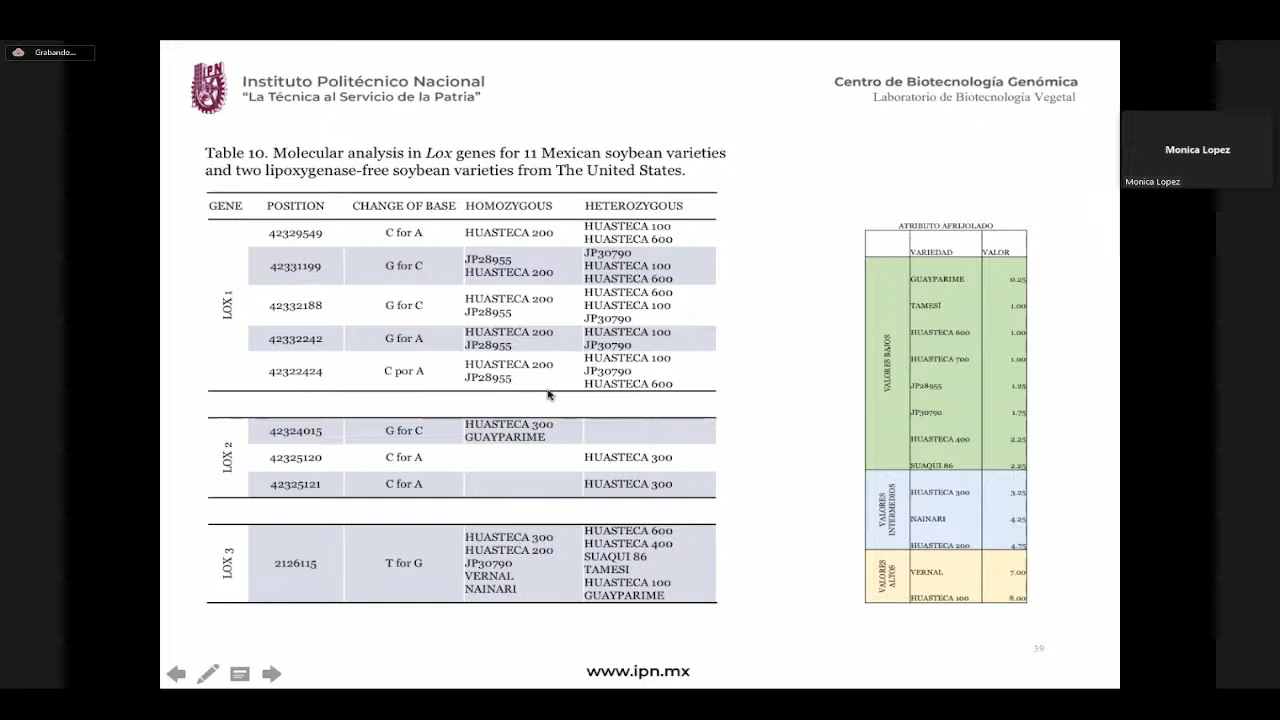 Grabando...
Instituto Politécnico Nacional
"La Técnica al Servicio de la Patria"
Centro de Biotecnología Genómica
Laboratorio de Biotecnología Vegetal
Monica Lopez
Monica Lopez
Table 10. Molecular analysis in Lox genes for 11 Mexican soybean varieties
and two lipoxygenase-free soybean varieties from The United States.
GENE POSITION CHANGE OF BASE HOMOZYGOUS HETEROZYGOUS
LOX 1
42329549 C for A HUASTECA 200
HUASTECA 100
HUASTECA 600
42331199 G for C
JP28955
HUASTECA 200
JP30790
HUASTECA 100
HUASTECA 600
42332188 G for C
HUASTECA 200
JP28955
HUASTECA 600
HUASTECA 100
JP30790
42332242 G for A
HUASTECA 200
JP28955
HUASTECA 100
JP30790
42322424 C por A
HUASTECA 200
JP28955
HUASTECA 100
JP30790
HUASTECA 600
LOX 2
42324015 G for C
HUASTECA 300
GUAYPARIME
42325120 C for A HUASTECA 300
42325121 C for A HUASTECA 300
LOX 3
2126115 T for G
HUASTECA 300
HUASTECA 200
JP30790
VERNAL
NAINARI
HUASTECA 600
HUASTECA 400
SUAQUI 86
TAMESI
HUASTECA 100
GUAYPARIME
ATRIBUTO AFRIJOLADO
VARIEDAD VALOR
VALORES BAJOS
GUAYPARIME 0.25
TAMESÍ 1.00
HUASTECA 600 1.00
HUASTECA 700 1.00
JP28955 1.25
JP30790 1.75
HUASTECA 400 2.25
SUAQUI 86 2.25
VALORES
INTERMEDIOS
HUASTECA 300 3.25
NAINARI 4.25
HUASTECA 200 4.75
VALORES
ALTOS
VERNAL 7.00
HUASTECA 100 8.00
39
www.ipn.mx